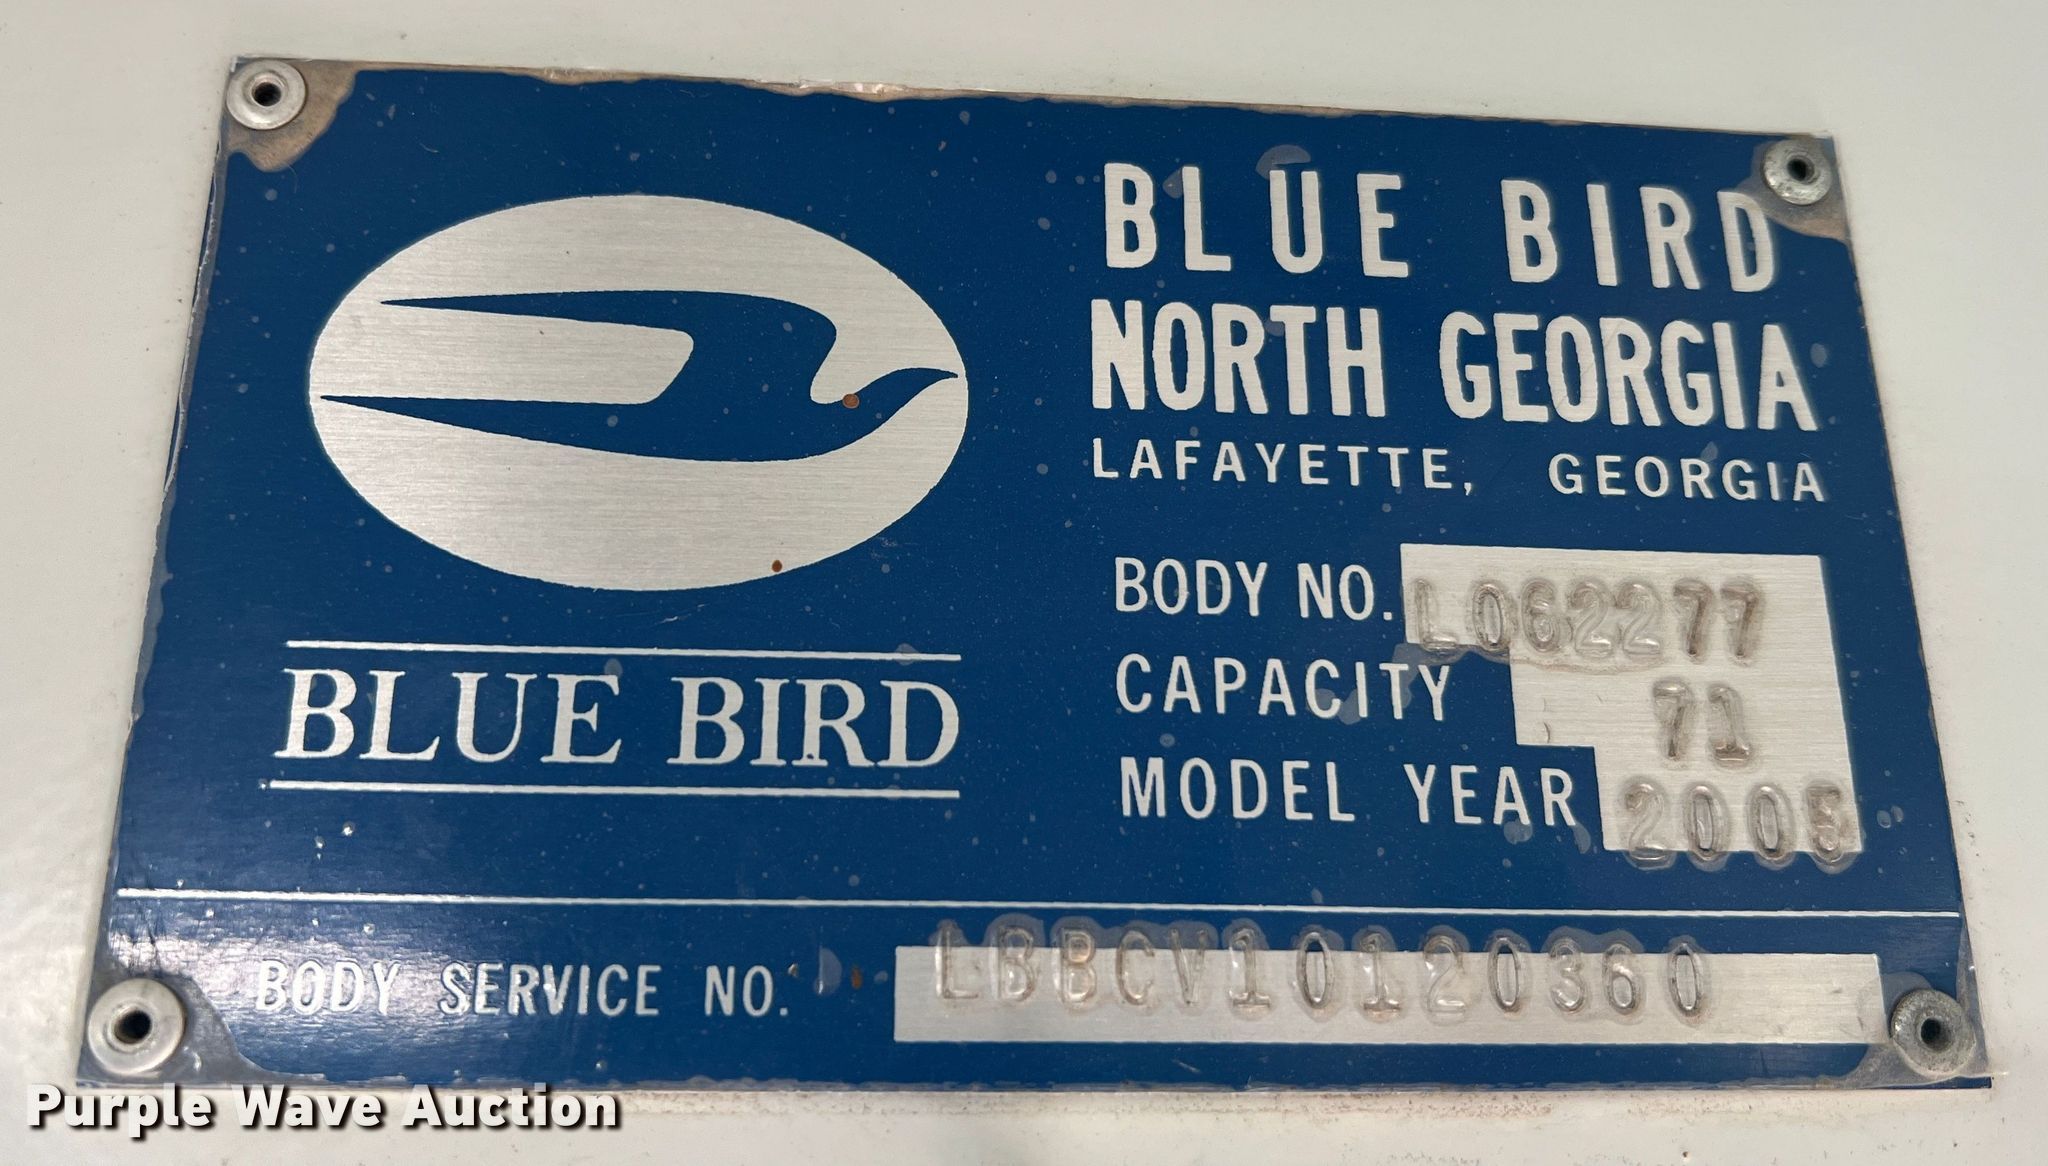 BLUE BIRD
NORTH GEORGIA
LAFAYETTE, GEORGIA
BODY NO. L062277
CAPACITY 71
MODEL YEAR 2005
BLUE BIRD
BODY SERVICE NO. LBBCV10120360
Purple Wave Auction